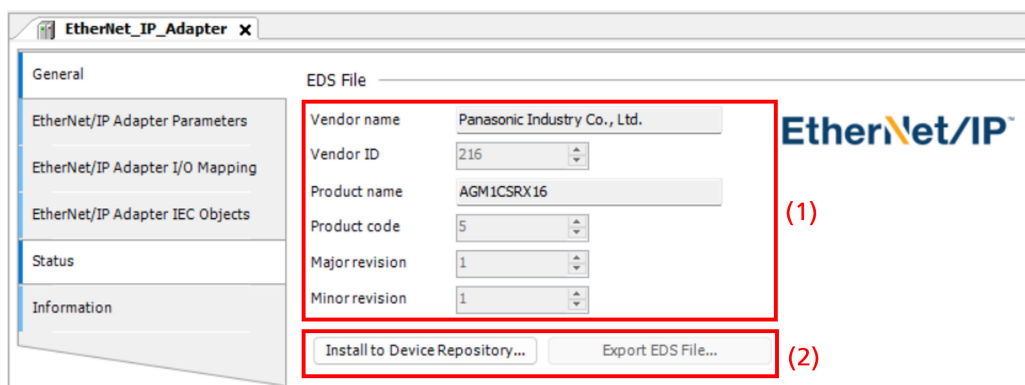 EtherNet_IP_Adapter x
General
EDS File
EtherNet/IP Adapter Parameters
EtherNet/IP Adapter I/O Mapping
EtherNet/IP Adapter IEC Objects
Status
Information
Vendor name Panasonic Industry Co., Ltd.
Vendor ID 216
Product name AGM1CSRX16
Product code 5
Major revision 1
Minor revision 1
EtherNet/IP™
(1)
Install to Device Repository... Export EDS File...
(2)